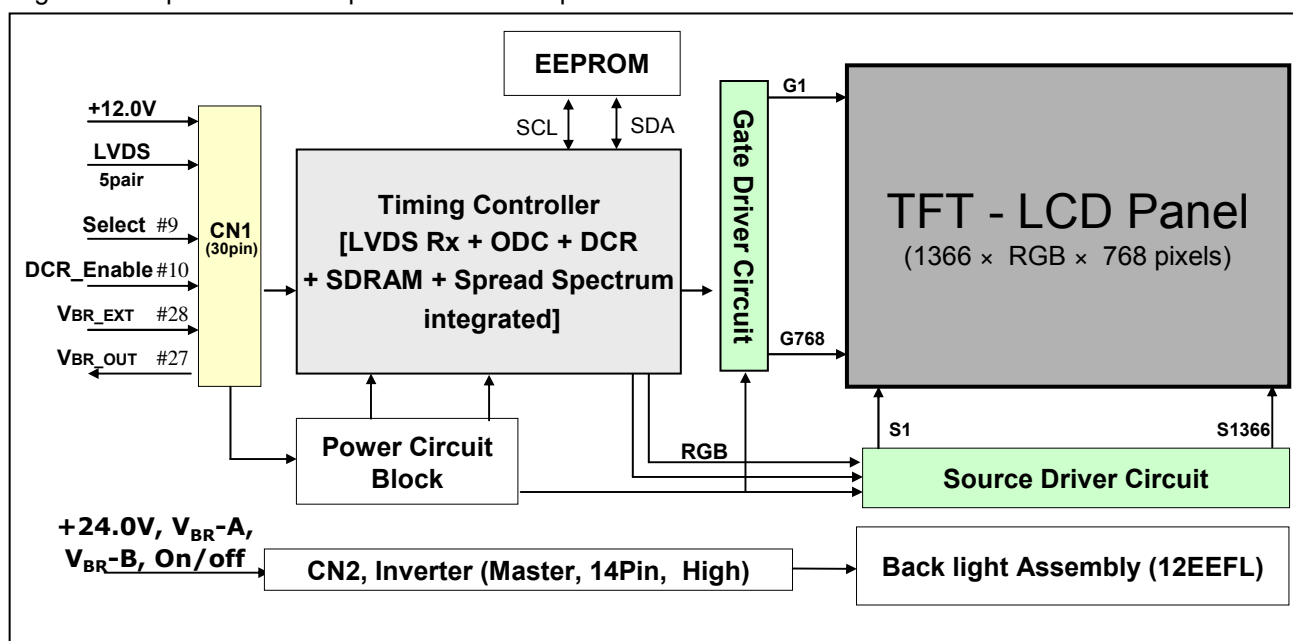 EEPROM
SCL
SDA
+12.0V
LVDS
5pair
Select #9
DCR_Enable #10
VBR_EXT #28
VBR_OUT #27
CN1
(30pin)
Timing Controller
[LVDS Rx + ODC + DCR
+ SDRAM + Spread Spectrum
integrated]
Gate Driver Circuit
G1
G768
TFT - LCD Panel
(1366 × RGB × 768 pixels)
S1
S1366
Power Circuit
Block
RGB
Source Driver Circuit
+24.0V, VBR-A,
VBR-B, On/off
CN2, Inverter (Master, 14Pin, High)
Back light Assembly (12EEFL)